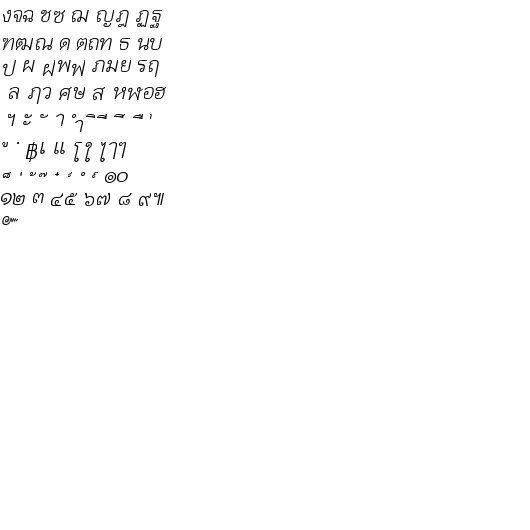 งจฉ ชซ ฌ ญฎ ฏฐ
ฑฒณ ด ตถท ธ นบ
ป ผ ฝพฟ ภมย รฤ
ล ฦว ศษ ส หฬอฮ
ฯ ะ ั า ำ ิ ี ึ ื ุ
ู ฺ ฿เ แ โใ ไๅๆ
็ ่ ้ ๊ ๋ ์ ํ ๎ ๏๐
๑๒ ๓ ๔๕ ๖๗ ๘ ๙๚
๛